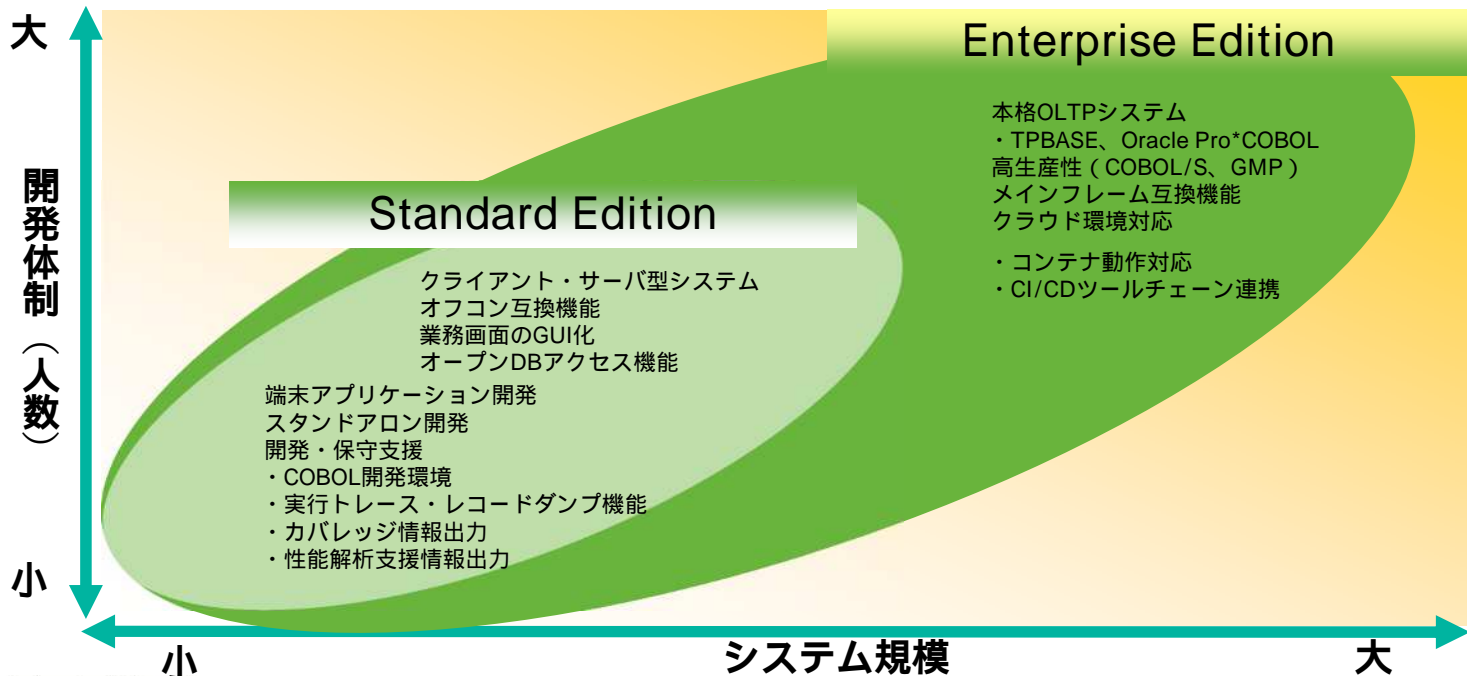 大
Enterprise Edition
本格OLTPシステム
・TPBASE、Oracle Pro*COBOL
高生産性（COBOL/S、GMP）
メインフレーム互換機能
クラウド環境対応
・コンテナ動作対応
・CI/CDツールチェーン連携
開発体制（人数）
Standard Edition
クライアント・サーバ型システム
オフコン互換機能
業務画面のGUI化
オープンDBアクセス機能
端末アプリケーション開発
スタンドアロン開発
開発・保守支援
・COBOL開発環境
・実行トレース・レコードダンプ機能
・カバレッジ情報出力
・性能解析支援情報出力
小
小
システム規模
大